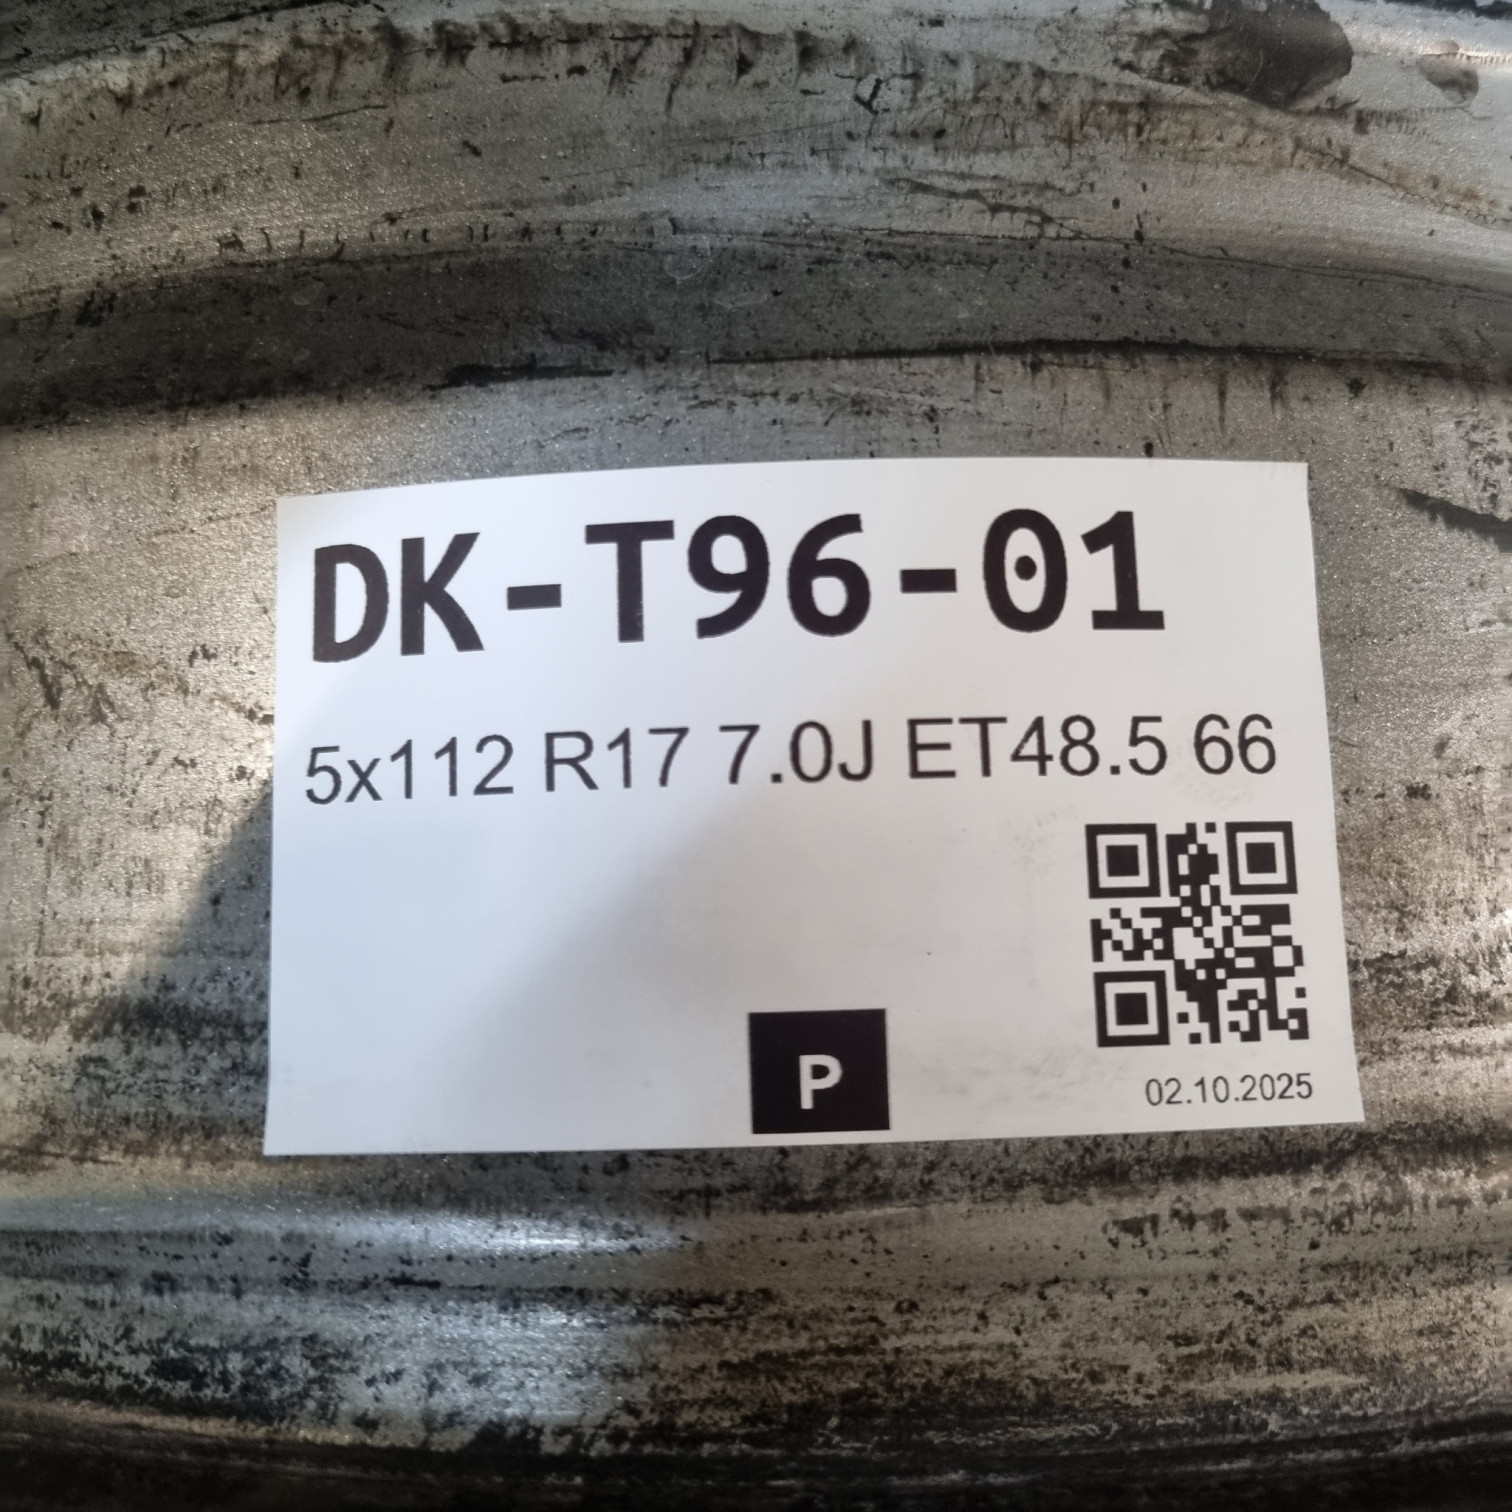 DK-T96-01
5x112 R17 7.0J ET48.5 66
P
02.10.2025